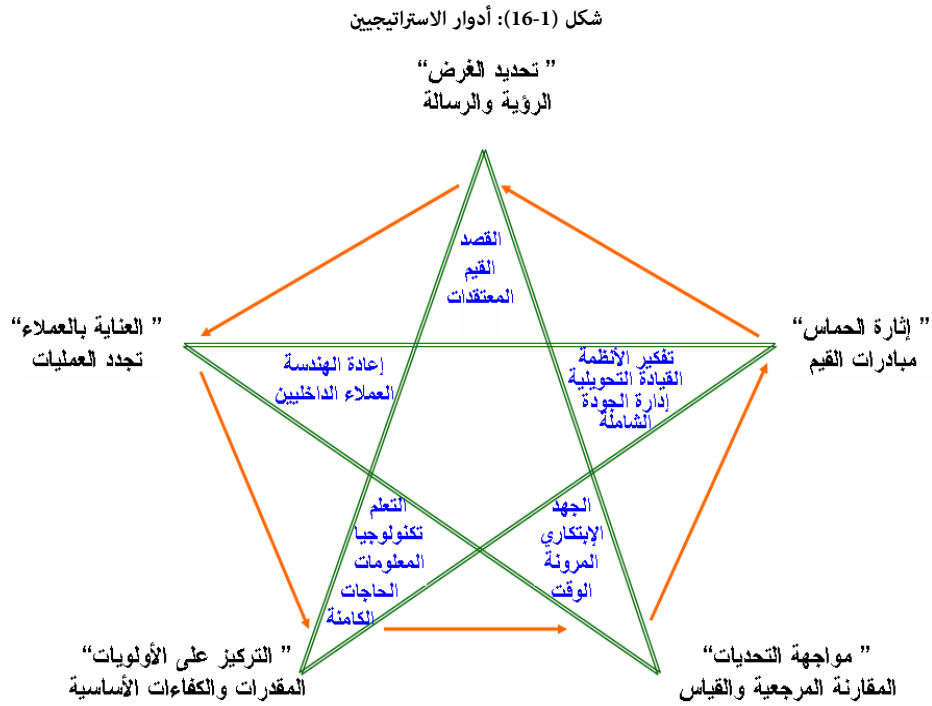 شكل (1-16): أدوار الاستراتيجيين
” تحديد الغرض“
الرؤية والرسالة
القصد
القيم
المعتقدات
” إثارة الحماس“
مبادرات القيم
تفكير الأنظمة
القيادة التحويلية
إدارة الجودة
الشاملة
” العناية بالعملاء“
تجدد العمليات
إعادة الهندسة
العملاء الداخليين
الجهد
الإبتكاري
المرونة
الوقت
التعلم
تكنولوجيا
المعلومات
الحاجات
الكامنة
” مواجهة التحديات“
المقارنة المرجعية والقياس
” التركيز على الأولويات“
المقدرات والكفاءات الأساسية